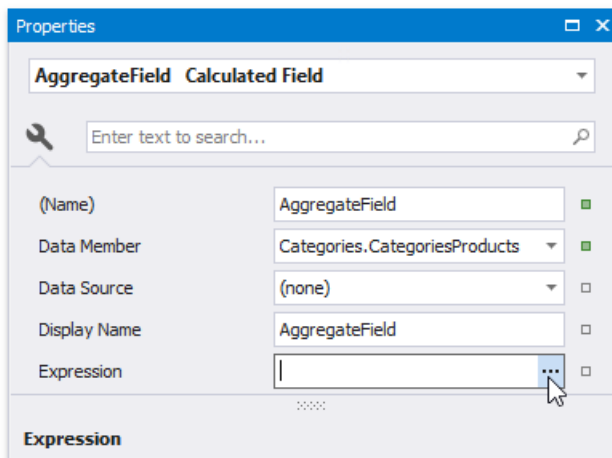 Properties
AggregateField Calculated Field
Enter text to search...
(Name) AggregateField
Data Member Categories.CategoriesProducts
Data Source (none)
Display Name AggregateField
Expression ...
Expression